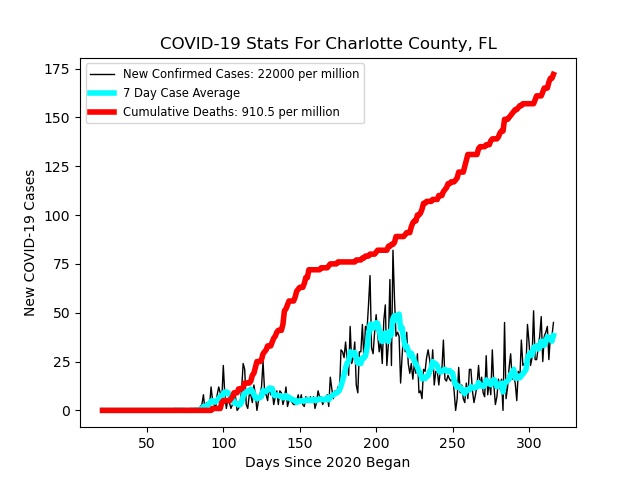 COVID-19 Stats For Charlotte County, FL
New Confirmed Cases: 22000 per million
7 Day Case Average
Cumulative Deaths: 910.5 per million
New COVID-19 Cases
175
150
125
100
75
50
25
0
50 100 150 200 250 300
Days Since 2020 Began